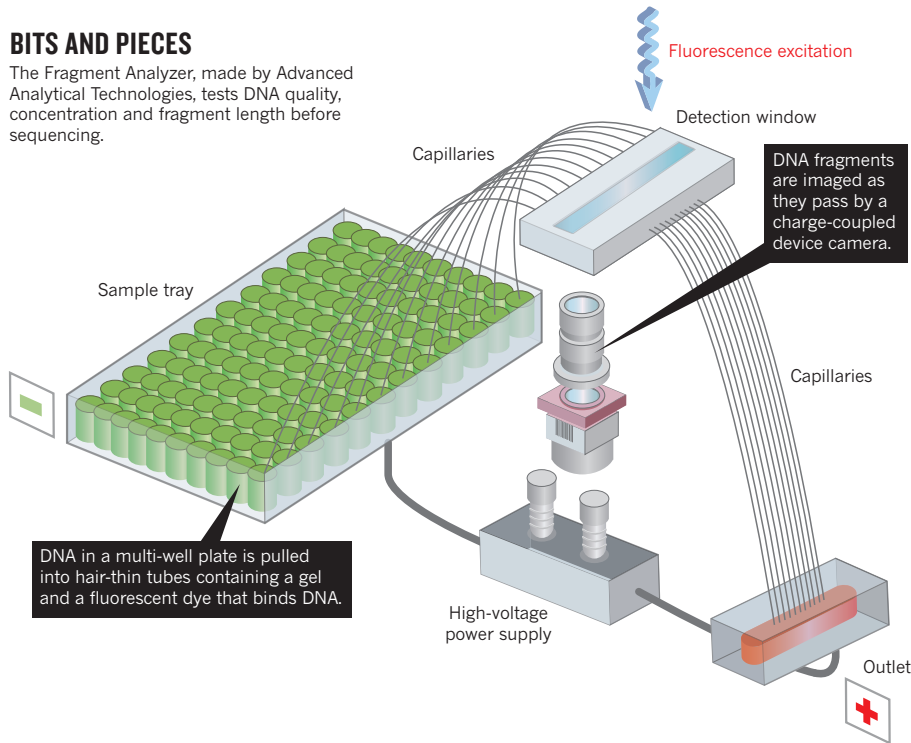 BITS AND PIECES
The Fragment Analyzer, made by Advanced
Analytical Technologies, tests DNA quality,
concentration and fragment length before
sequencing.
Fluorescence excitation
Detection window
Capillaries
DNA fragments
are imaged as
they pass by a
charge-coupled
device camera.
Sample tray
Capillaries
DNA in a multi-well plate is pulled
into hair-thin tubes containing a gel
and a fluorescent dye that binds DNA.
High-voltage
power supply
Outlet